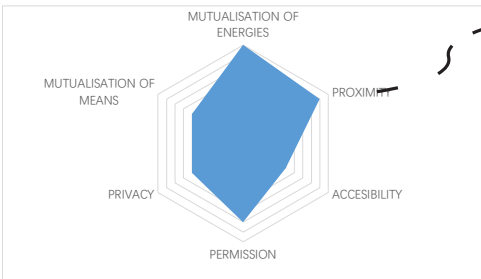 MUTUALISATION OF
ENERGIES
MUTUALISATION OF
MEANS
PROXIMITY
PRIVACY
ACCESIBILITY
PERMISSION